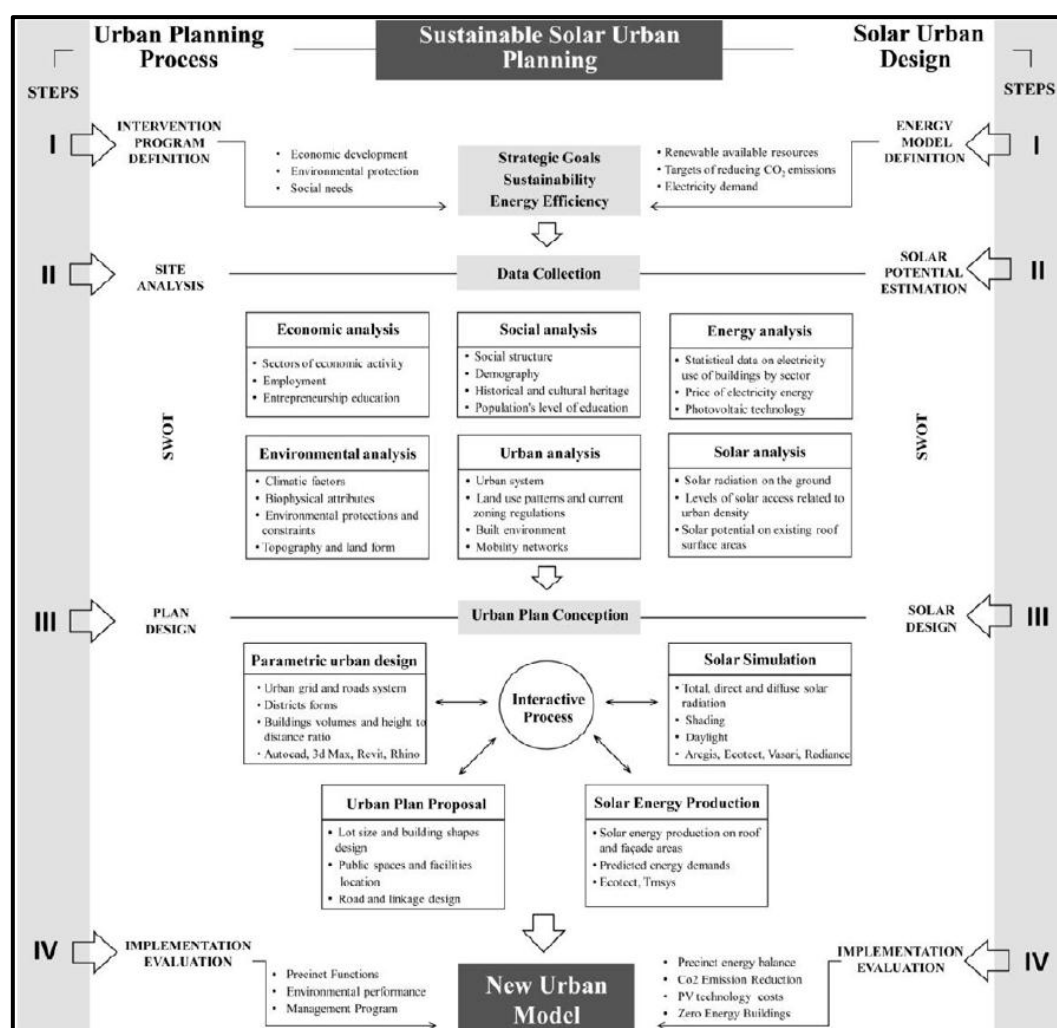 Urban Planning
Process
Sustainable Solar Urban
Planning
Solar Urban
Design
STEPS
STEPS
I
INTERVENTION
PROGRAM
DEFINITION
• Economic development
• Environmental protection
• Social needs
Strategic Goals
Sustainability
Energy Efficiency
• Renewable available resources
• Targets of reducing CO₂ emissions
• Electricity demand
ENERGY
MODEL
DEFINITION
I
II
SITE
ANALYSIS
Data Collection
SOLAR
POTENTIAL
ESTIMATION
II
SWOT
Economic analysis
• Sectors of economic activity
• Employment
• Entrepreneurship education
Social analysis
• Social structure
• Demography
• Historical and cultural heritage
• Population's level of education
Energy analysis
• Statistical data on electricity
use of buildings by sector
• Price of electricity energy
• Photovoltaic technology
SWOT
Environmental analysis
• Climatic factors
• Biophysical attributes
• Environmental protections and
constraints
• Topography and land form
Urban analysis
• Urban system
• Land use patterns and current
zoning regulations
• Built environment
• Mobility networks
Solar analysis
• Solar radiation on the ground
• Levels of solar access related to
urban density
• Solar potential on existing roof
surface areas
III
PLAN
DESIGN
Urban Plan Conception
SOLAR
DESIGN
III
Parametric urban design
• Urban grid and roads system
• Districts forms
• Buildings volumes and height to
distance ratio
• Autocad, 3d Max, Revit, Rhino
Interactive
Process
Solar Simulation
• Total, direct and diffuse solar
radiation
• Shading
• Daylight
• Arcgis, Ecotect, Vasari, Radiance
Urban Plan Proposal
• Lot size and building shapes
design
• Public spaces and facilities
location
• Road and linkage design
Solar Energy Production
• Solar energy production on roof
and façade areas
• Predicted energy demands
• Ecotect, Trnsys
IV
IMPLEMENTATION
EVALUATION
• Precinct Functions
• Environmental performance
• Management Program
New Urban
Model
• Precinct energy balance
• Co2 Emission Reduction
• PV technology costs
• Zero Energy Buildings
IMPLEMENTATION
EVALUATION
IV